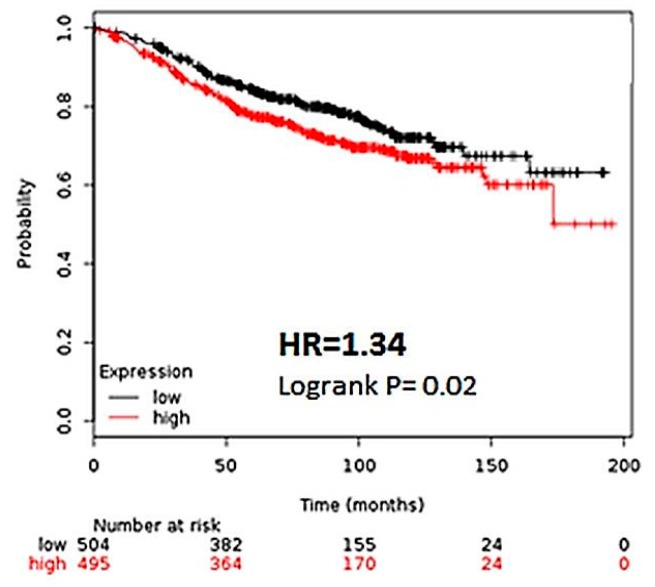 1.0
0.8
0.6
0.4
0.2
0.0
Probability
HR=1.34
Logrank P= 0.02
Expression
low
high
0 50 100 150 200
Time (months)
Number at risk
low 504 382 155 24 0
high 495 364 170 24 0